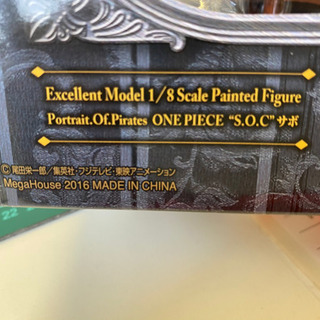 Excellent Model 1/8 Scale Painted Figure
Portrait.Of.Pirates ONE PIECE “S.O.C” サボ
© 尾田栄一郎／集英社・フジテレビ・東映アニメーション
MegaHouse 2016 MADE IN CHINA
22